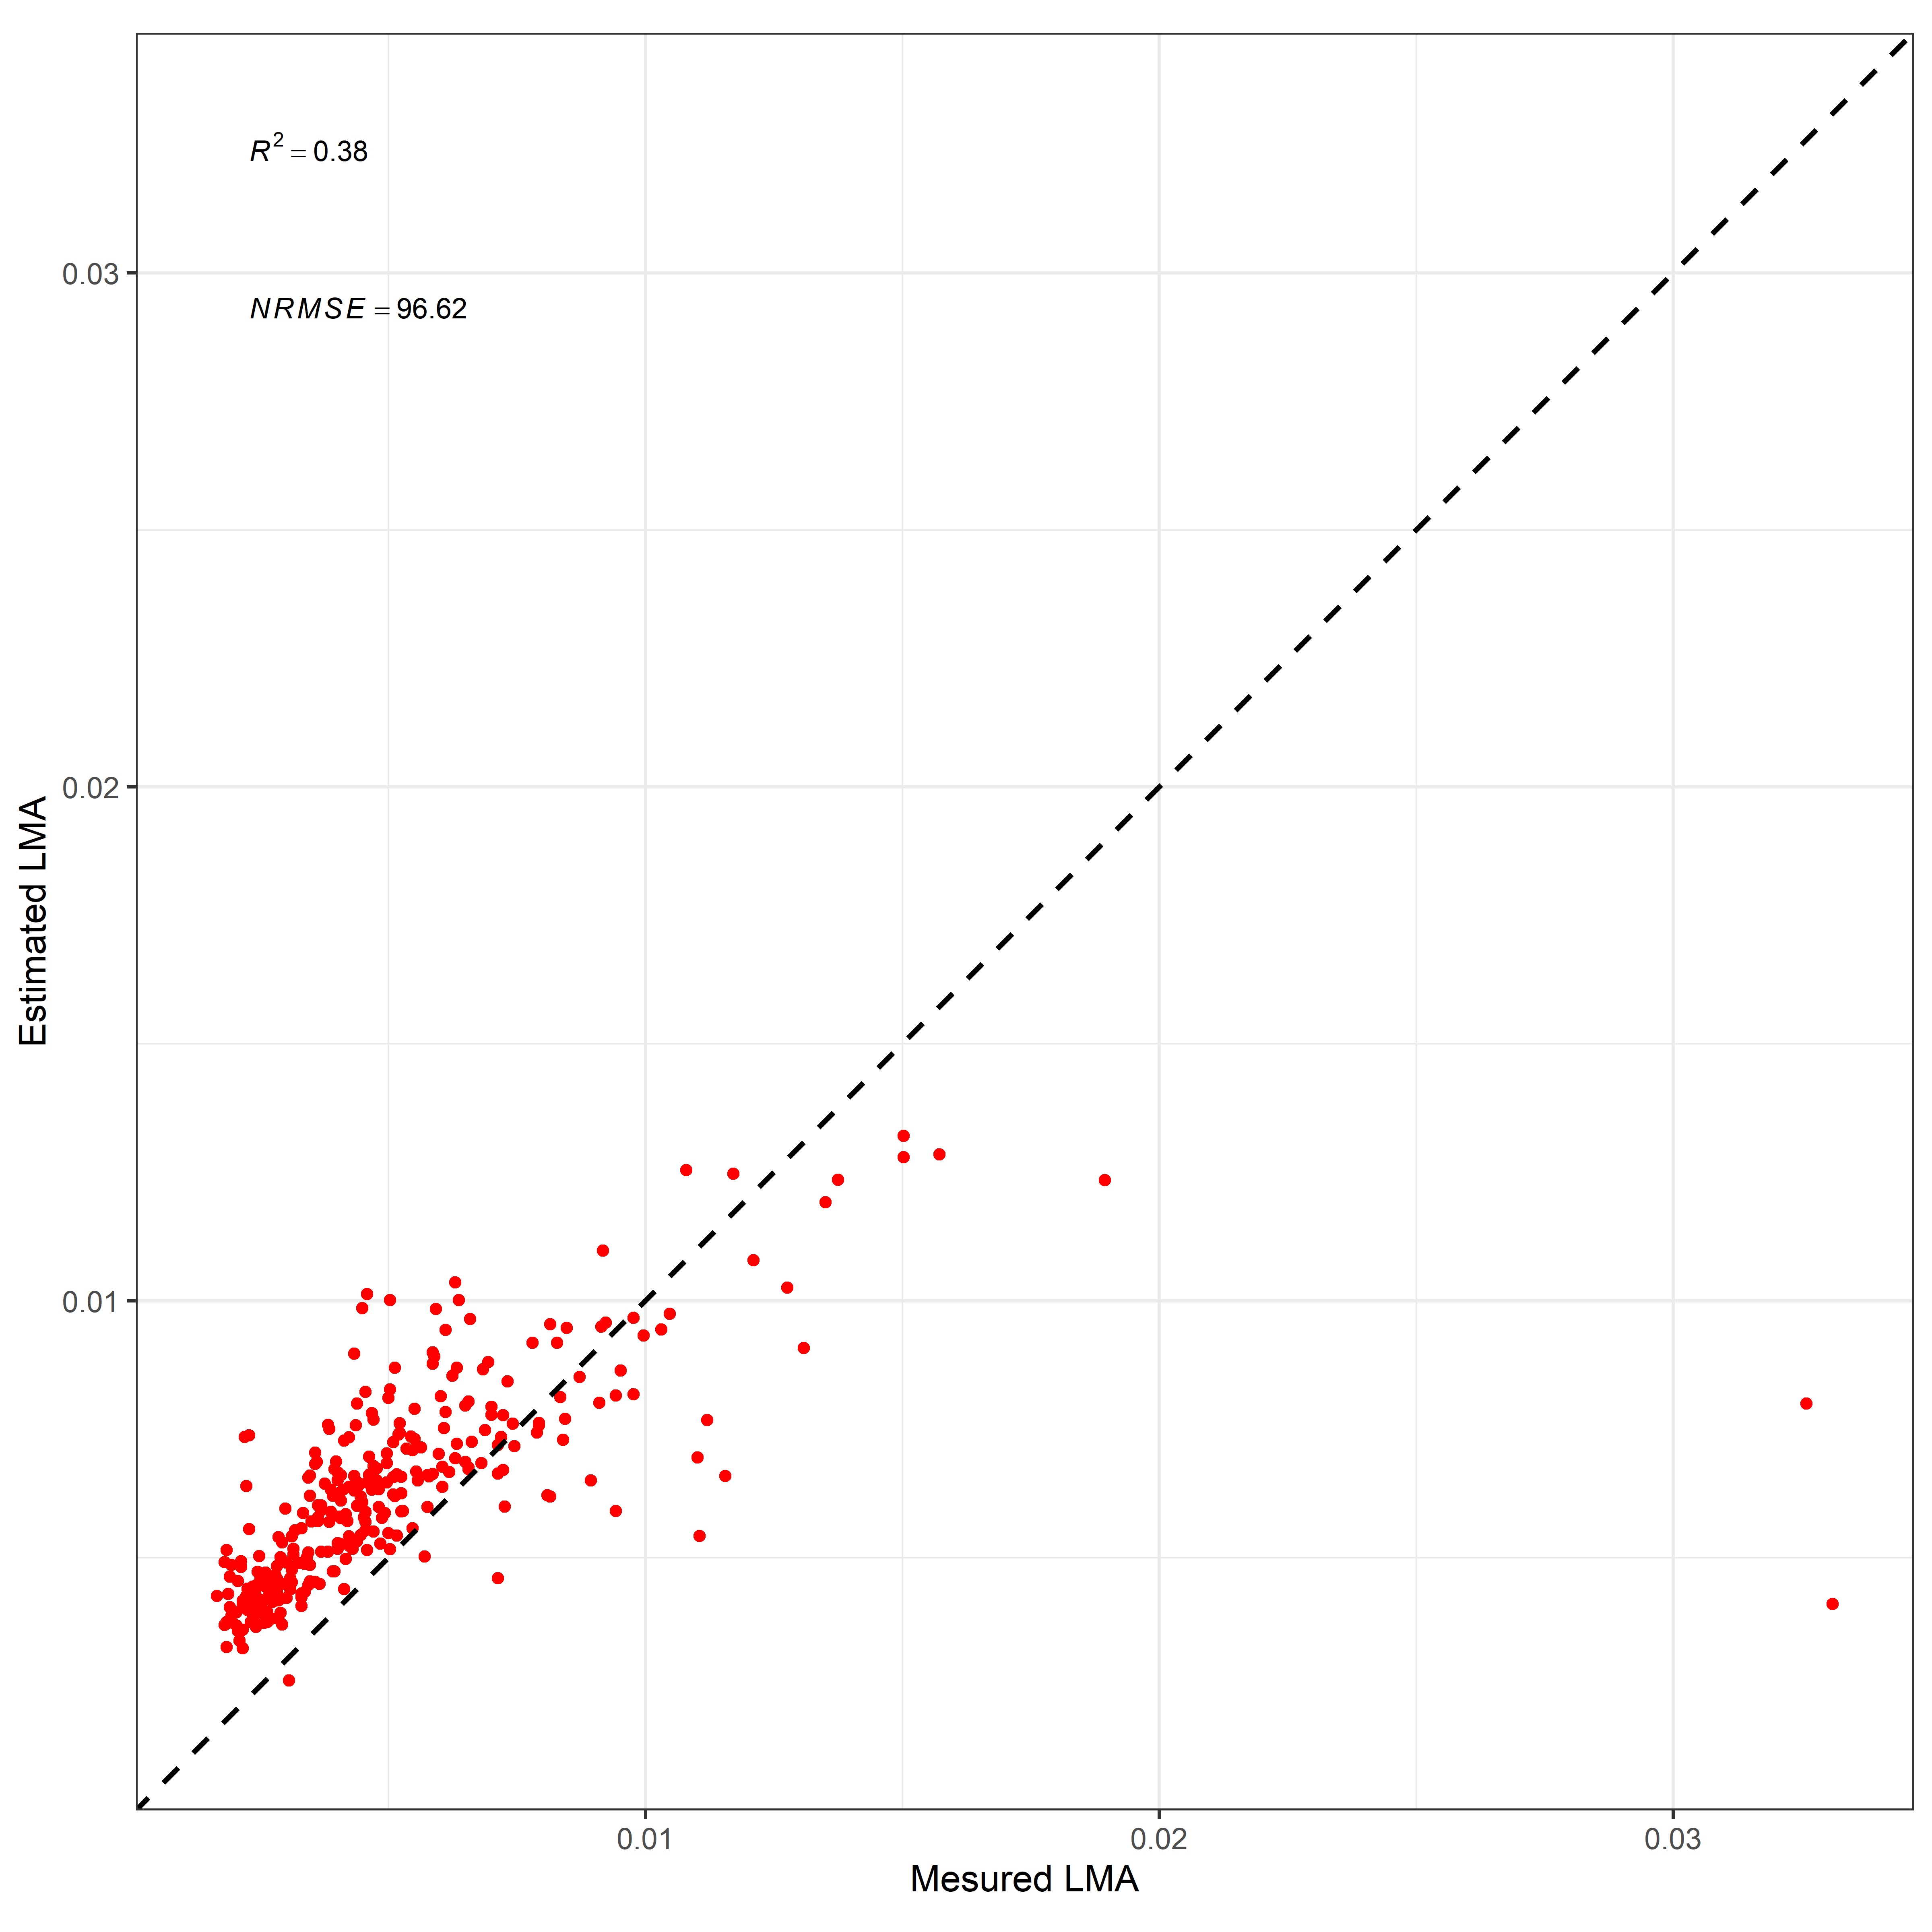 R² = 0.38
NRMSE = 96.62
0.03
0.02
0.01
Estimated LMA
0.01
0.02
0.03
Mesured LMA